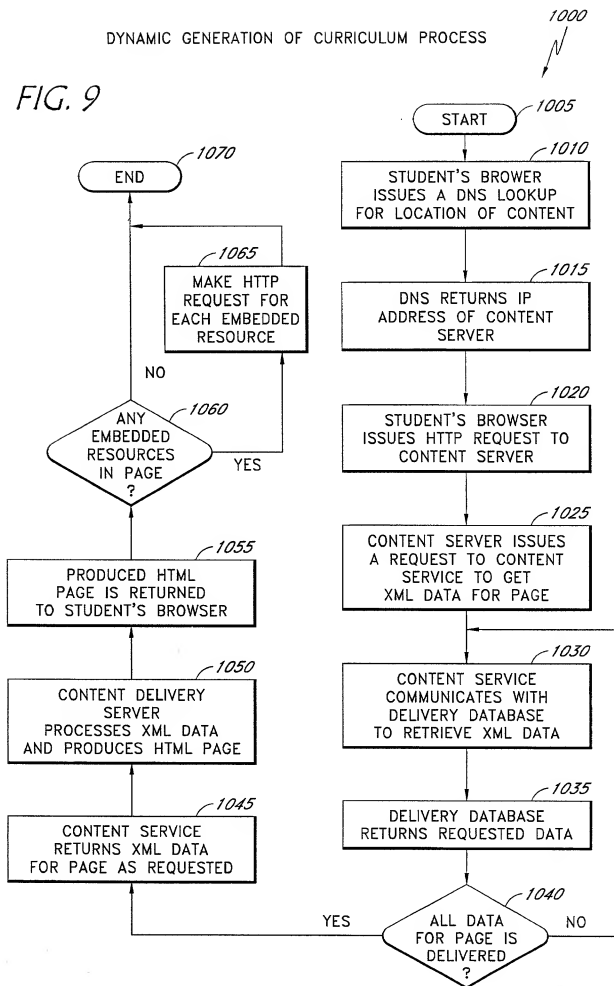 DYNAMIC GENERATION OF CURRICULUM PROCESS
1000
FIG. 9
START
1005
STUDENT'S BROWER
ISSUES A DNS LOOKUP
FOR LOCATION OF CONTENT
1010
DNS RETURNS IP
ADDRESS OF CONTENT
SERVER
1015
STUDENT'S BROWSER
ISSUES HTTP REQUEST TO
CONTENT SERVER
1020
CONTENT SERVER ISSUES
A REQUEST TO CONTENT
SERVICE TO GET
XML DATA FOR PAGE
1025
CONTENT SERVICE
COMMUNICATES WITH
DELIVERY DATABASE
TO RETRIEVE XML DATA
1030
DELIVERY DATABASE
RETURNS REQUESTED DATA
1035
ALL DATA
FOR PAGE IS
DELIVERED
?
1040
NO
YES
CONTENT SERVICE
RETURNS XML DATA
FOR PAGE AS REQUESTED
1045
CONTENT DELIVERY
SERVER
PROCESSES XML DATA
AND PRODUCES HTML PAGE
1050
PRODUCED HTML
PAGE IS RETURNED
TO STUDENT'S BROWSER
1055
ANY
EMBEDDED
RESOURCES
IN PAGE
?
1060
YES
NO
MAKE HTTP
REQUEST FOR
EACH EMBEDDED
RESOURCE
1065
END
1070